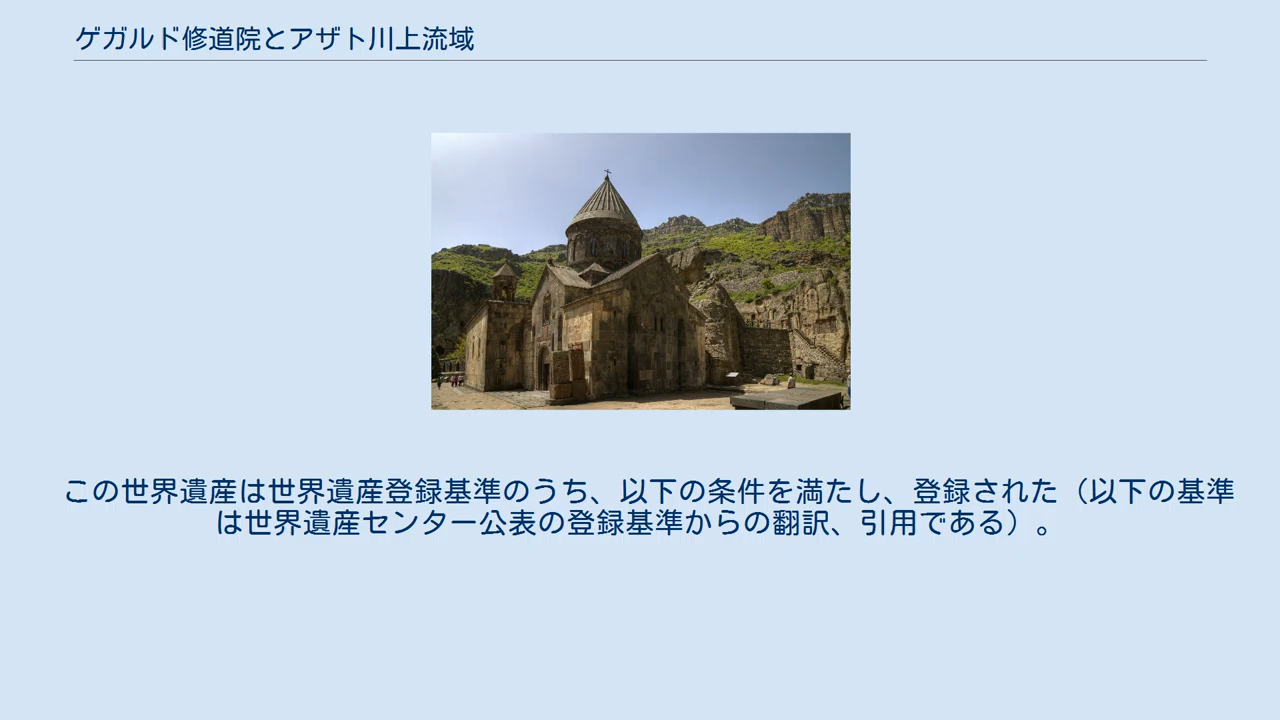 ゲガルド修道院とアザト川上流域
この世界遺産は世界遺産登録基準のうち、以下の条件を満たし、登録された（以下の基準
は世界遺産センター公表の登録基準からの翻訳、引用である）。